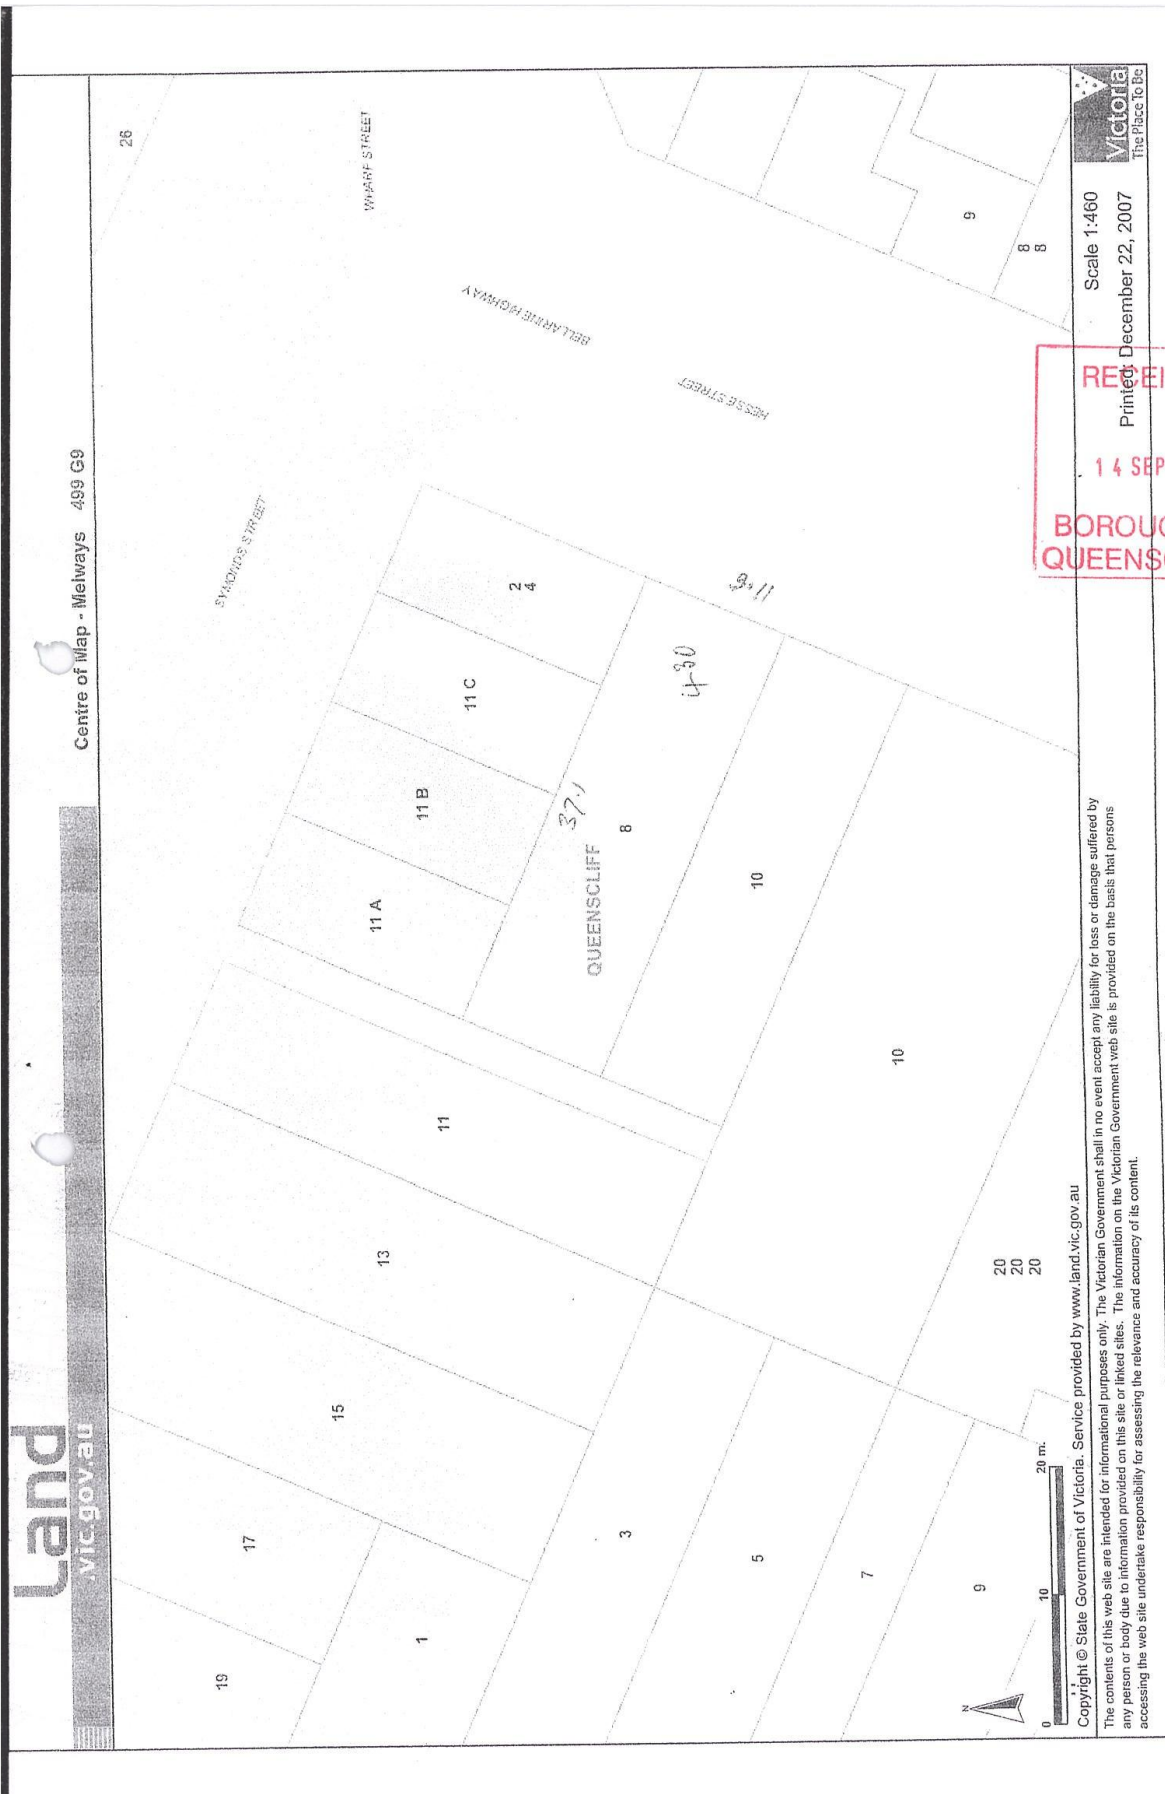 Land
.vic.gov.au
Centre of Map - Melways 499 G9
26
SYMONDS STREET
WHARF STREET
BELLARINE HIGHWAY
HESSE STREET
19
17
15
13
11
11 A
11 B
11 C
2
4
37.1
QUEENSCLIFF
8
10
10
1
3
5
7
9
20
20
20
9
8
8
N
0
10
20 m.
RECEI
14 SEP
BOROUG
QUEENSC
Scale 1:460
Printed: December 22, 2007
Victoria
The Place To Be
Copyright © State Government of Victoria. Service provided by www.land.vic.gov.au
The contents of this web site are intended for informational purposes only. The Victorian Government shall in no event accept any liability for loss or damage suffered by
any person or body due to information provided on this site or linked sites. The information on the Victorian Government web site is provided on the basis that persons
accessing the web site undertake responsibility for assessing the relevance and accuracy of its content.